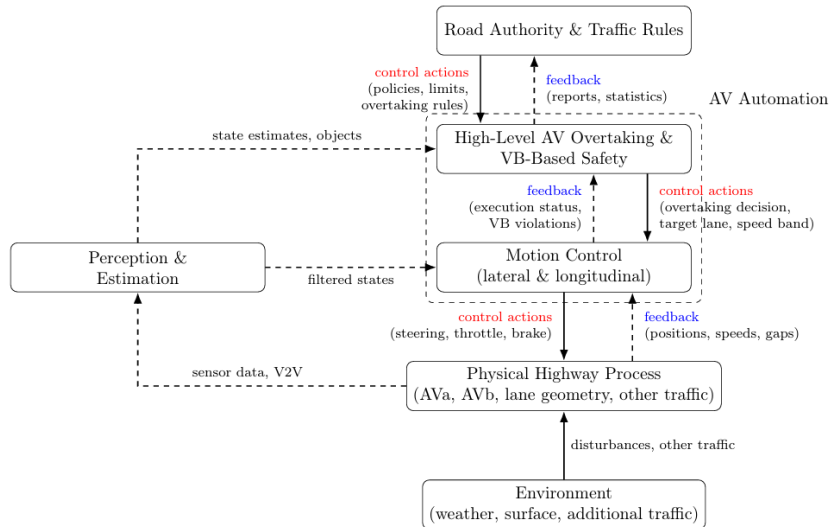 Road Authority & Traffic Rules
control actions
(policies, limits,
overtaking rules)
feedback
(reports, statistics)
AV Automation
state estimates, objects
High-Level AV Overtaking &
VB-Based Safety
feedback
(execution status,
VB violations)
control actions
(overtaking decision,
target lane, speed band)
Perception &
Estimation
filtered states
Motion Control
(lateral & longitudinal)
control actions
(steering, throttle, brake)
feedback
(positions, speeds, gaps)
sensor data, V2V
Physical Highway Process
(AVa, AVb, lane geometry, other traffic)
disturbances, other traffic
Environment
(weather, surface, additional traffic)